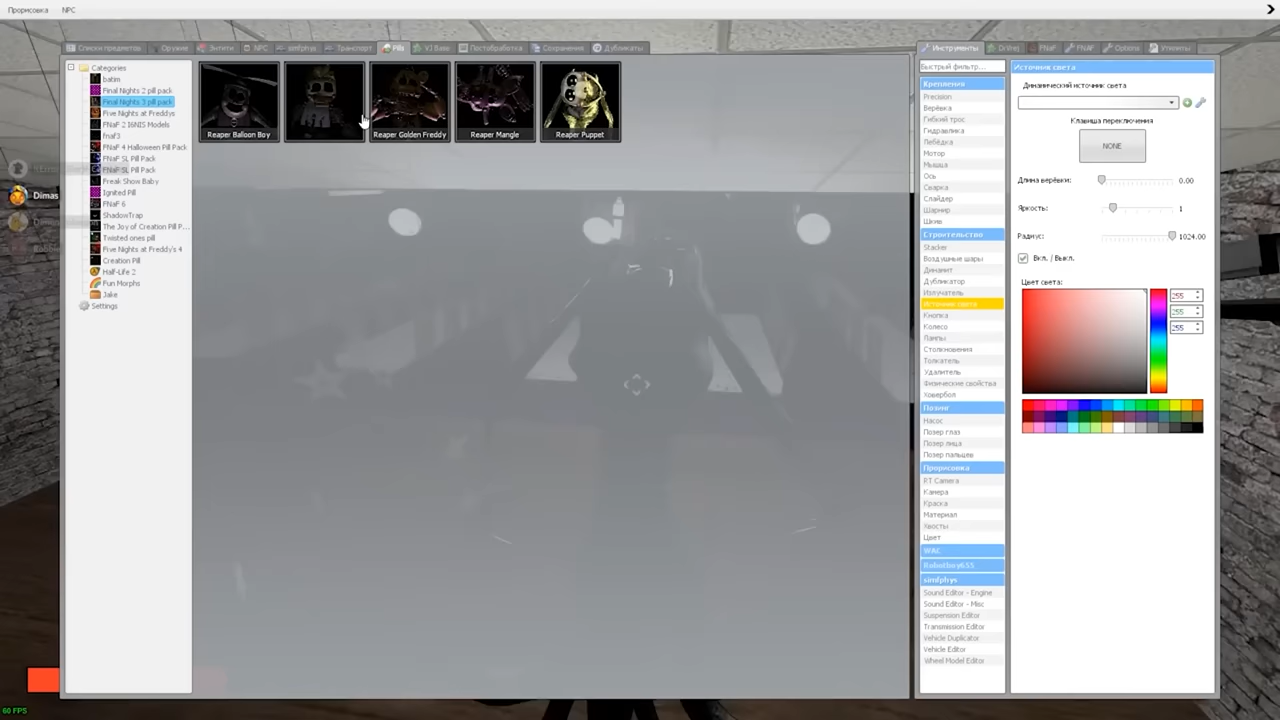 Прорисовка NPC
Списки предметов Оружие Энтити NPC simfphys Транспорт Pills VJ Base Постобработка Сохранения Дубликаты
Categories
batim
Final Nights 2 pill pack
Final Nights 3 pill pack
Five Nights at Freddys
FNaF 2 IGNIS Models
fnaf3
FNaF 4 Halloween Pill Pack
FNaF SL Pill Pack
FNaF SL Pill Pack
Freak Show Baby
Ignited Pill
FNaF 6
ShadowTrap
The Joy of Creation Pill P...
Twisted ones pill
Five Nights at Freddy's 4
Creation Pill
Half-Life 2
Fun Morphs
Jake
Settings
Dimas
Reaper Balloon Boy
Reaper Golden Freddy
Reaper Mangle
Reaper Puppet
60 FPS
Инструменты DrVrej FNaF FNAF Options Утилиты
Быстрый фильтр...
Крепления
Precision
Верёвка
Гибкий трос
Гидравлика
Лебёдка
Мотор
Мышца
Ось
Сварка
Слайдер
Шарнир
Шкив
Строительство
Stacker
Воздушные шары
Динамит
Дубликатор
Излучатель
Источник света
Кнопка
Колесо
Лампы
Столкновения
Толкатель
Удалитель
Физические свойства
Ховербол
Позинг
Насос
Позер глаз
Позер лица
Позер пальцев
Прорисовка
RT Camera
Камера
Краска
Материал
Хвосты
Цвет
WAC
Robotboy655
simfphys
Sound Editor - Engine
Sound Editor - Misc
Suspension Editor
Transmission Editor
Vehicle Duplicator
Vehicle Editor
Wheel Model Editor
Источник света
Динамический источник света
Клавиша переключения
NONE
Длина верёвки: 0.00
Яркость: 1
Радиус: 1024.00
Вкл. / Выкл.
Цвет света:
255
255
255